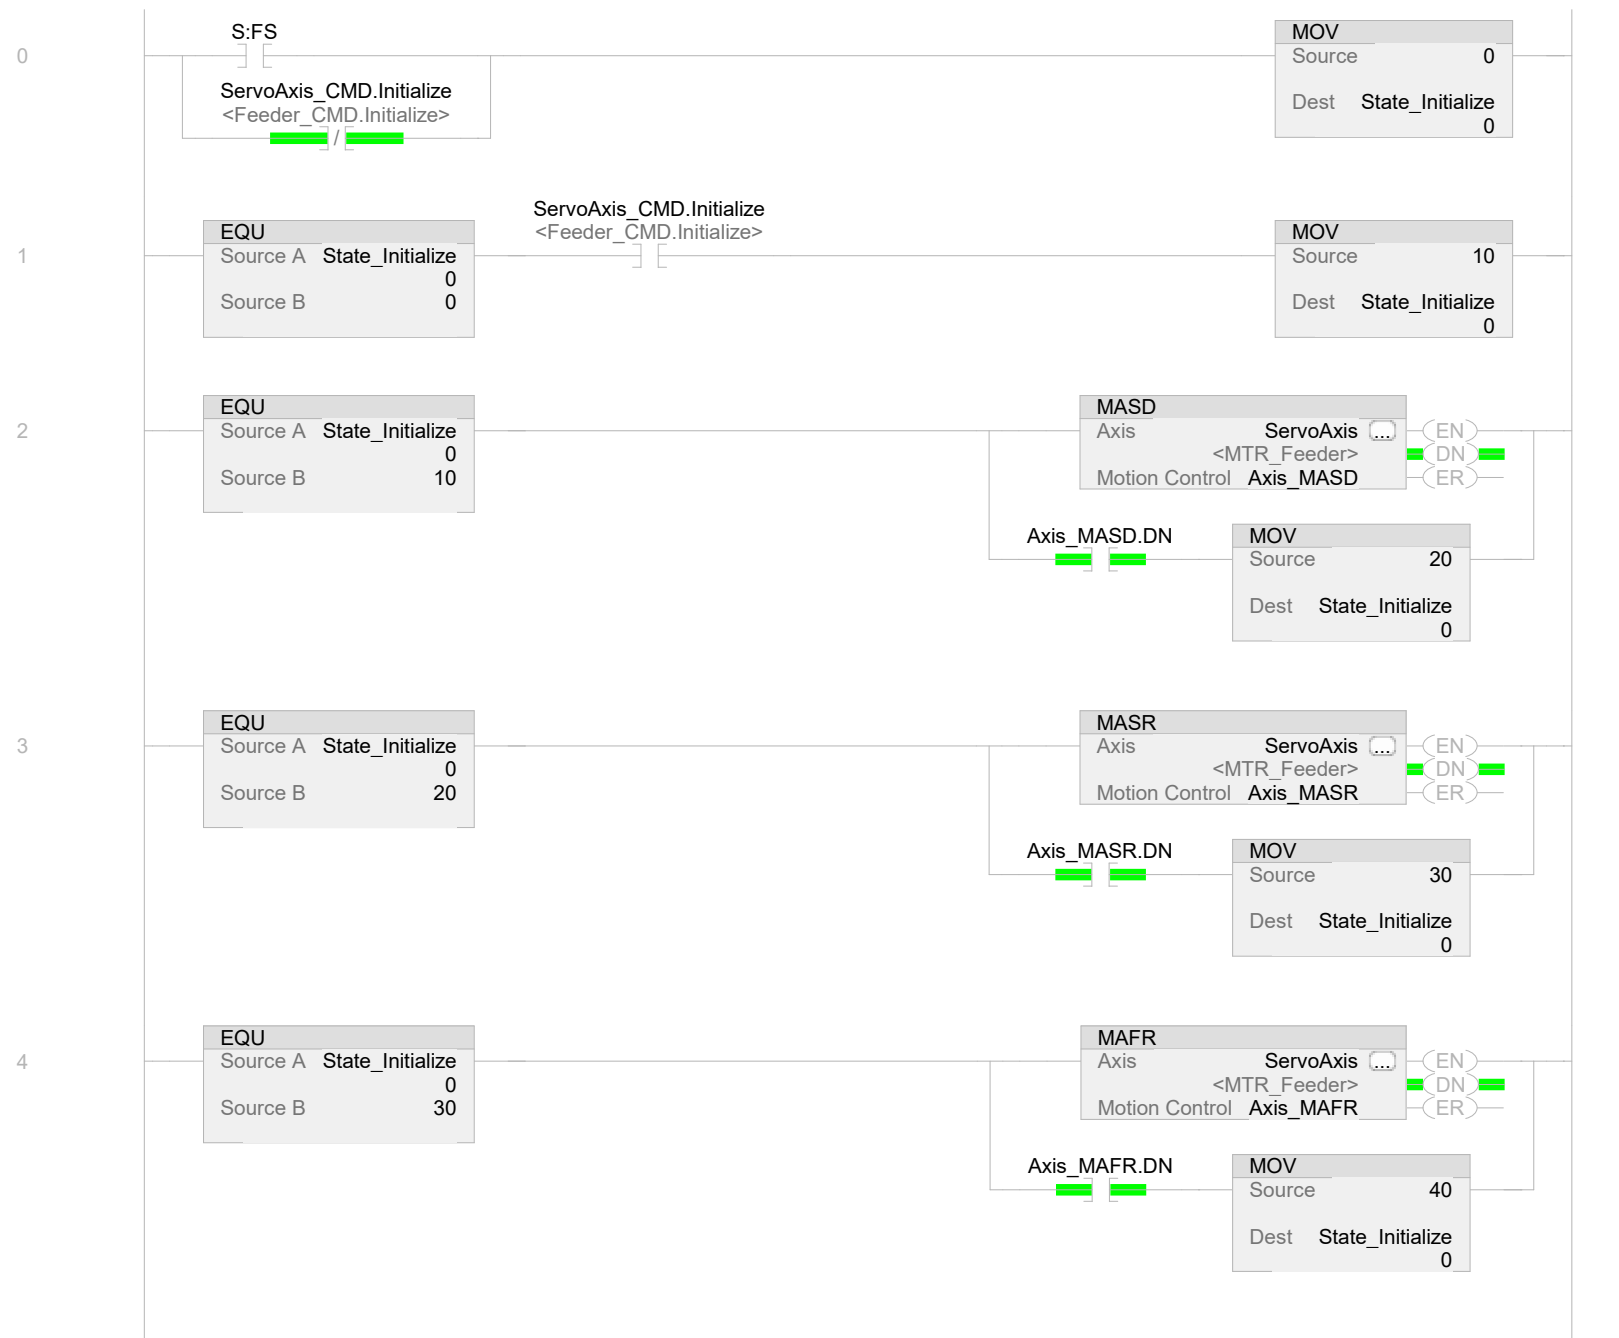 0
S:FS
ServoAxis_CMD.Initialize
<Feeder_CMD.Initialize>
/
MOV
Source 0
Dest State_Initialize
0
1
EQU
Source A State_Initialize
0
Source B 0
ServoAxis_CMD.Initialize
<Feeder_CMD.Initialize>
MOV
Source 10
Dest State_Initialize
0
2
EQU
Source A State_Initialize
0
Source B 10
MASD
Axis ServoAxis ... EN
<MTR_Feeder> DN
Motion Control Axis_MASD ER
Axis_MASD.DN
MOV
Source 20
Dest State_Initialize
0
3
EQU
Source A State_Initialize
0
Source B 20
MASR
Axis ServoAxis ... EN
<MTR_Feeder> DN
Motion Control Axis_MASR ER
Axis_MASR.DN
MOV
Source 30
Dest State_Initialize
0
4
EQU
Source A State_Initialize
0
Source B 30
MAFR
Axis ServoAxis ... EN
<MTR_Feeder> DN
Motion Control Axis_MAFR ER
Axis_MAFR.DN
MOV
Source 40
Dest State_Initialize
0